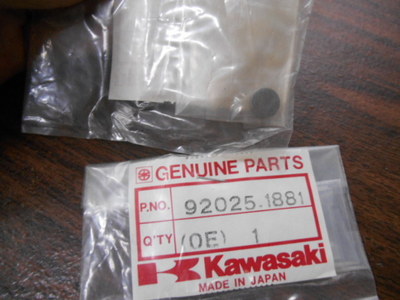 GENUINE PARTS
P.NO. 92025.1881
Q'TY (OE) 1
Kawasaki
MADE IN JAPAN